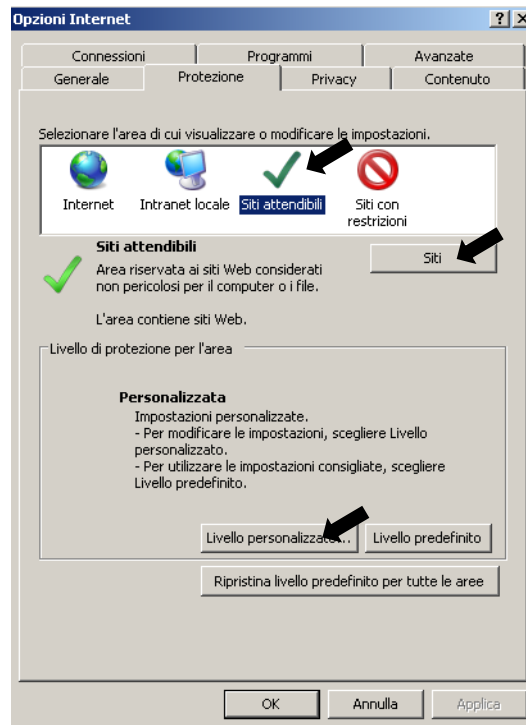 Opzioni Internet
Connessioni Programmi Avanzate
Generale Protezione Privacy Contenuto
Selezionare l'area di cui visualizzare o modificare le impostazioni.
Internet Intranet locale Siti attendibili Siti con
restrizioni
Siti attendibili
Siti
Area riservata ai siti Web considerati
non pericolosi per il computer o i file.
L'area contiene siti Web.
Livello di protezione per l'area
Personalizzata
Impostazioni personalizzate.
- Per modificare le impostazioni, scegliere Livello
personalizzato.
- Per utilizzare le impostazioni consigliate, scegliere
Livello predefinito.
Livello personalizzato... Livello predefinito
Ripristina livello predefinito per tutte le aree
OK Annulla Applica